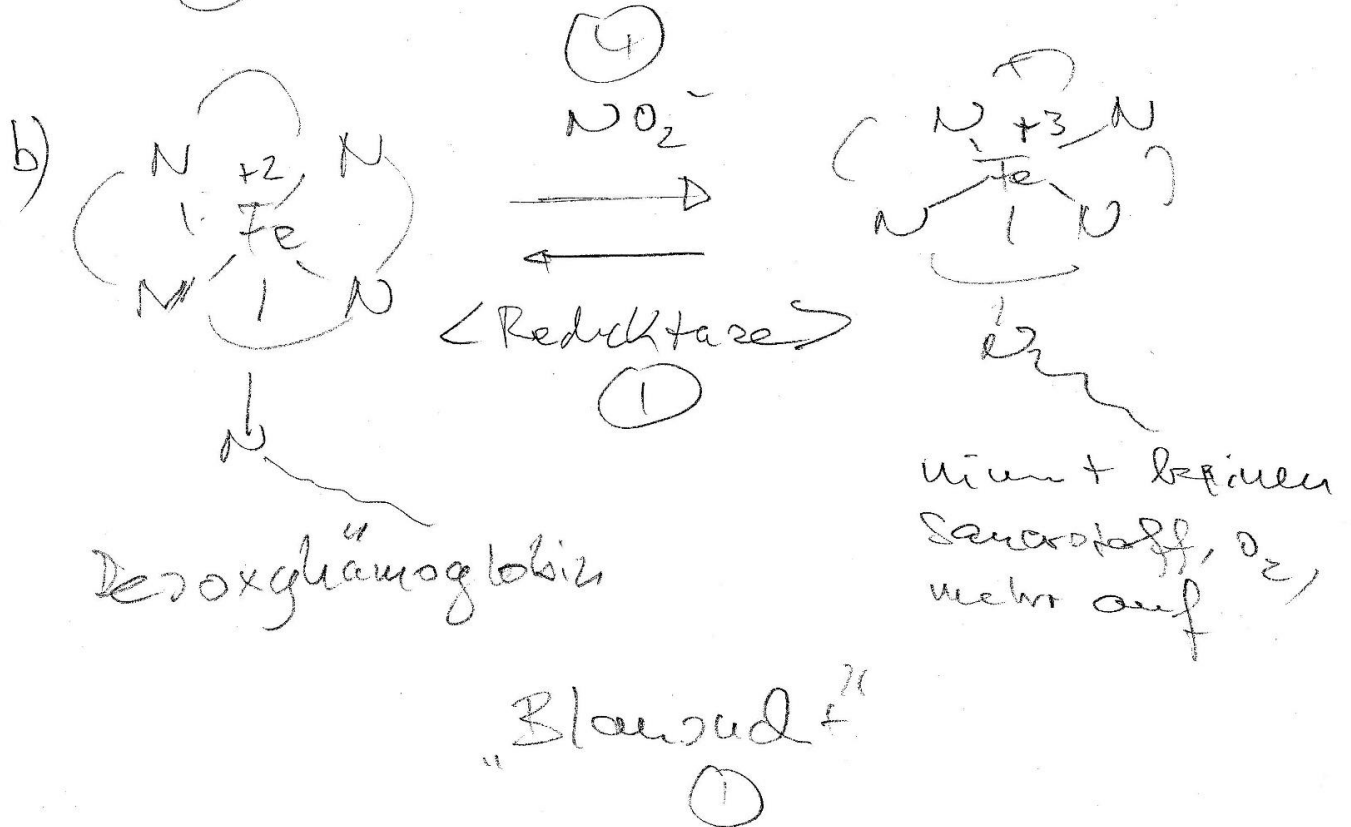 ④
NO₂⁻
b)
N +2 N
Fe
N N
N
Desoxyhämoglobin
<Reduktase>
①
N +3 N
Fe
N N
N
nimmt keinen
Sauerstoff, O₂,
mehr auf
„Blausucht“
①